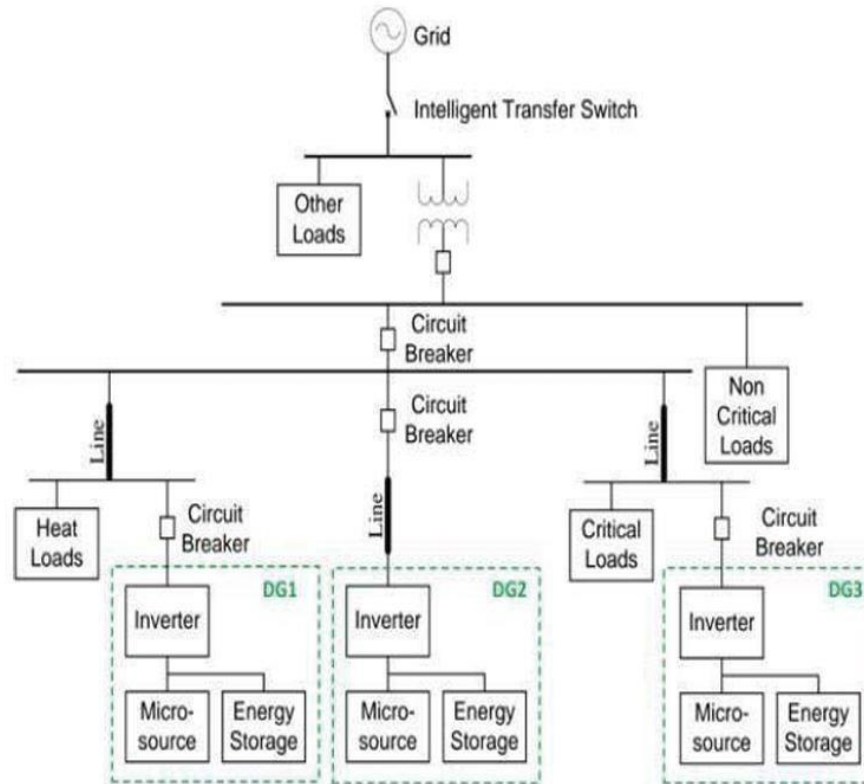 Grid
Intelligent Transfer Switch
Other
Loads
Circuit
Breaker
Circuit
Breaker
Non
Critical
Loads
Line
Line
Line
Heat
Loads
Circuit
Breaker
Critical
Loads
Circuit
Breaker
DG1
DG2
DG3
Inverter
Inverter
Inverter
Micro-
source
Energy
Storage
Micro-
source
Energy
Storage
Micro-
source
Energy
Storage